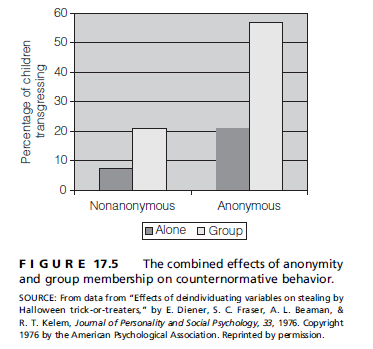 60
50
40
30
20
10
0
Percentage of children
transgressing
Nonanonymous Anonymous
Alone Group
FIGURE 17.5 The combined effects of anonymity
and group membership on counternormative behavior.
SOURCE: From data from “Effects of deindividuating variables on stealing by
Halloween trick-or-treaters,” by E. Diener, S. C. Fraser, A. L. Beaman, &
R. T. Kelem, Journal of Personality and Social Psychology, 33, 1976. Copyright
1976 by the American Psychological Association. Reprinted by permission.